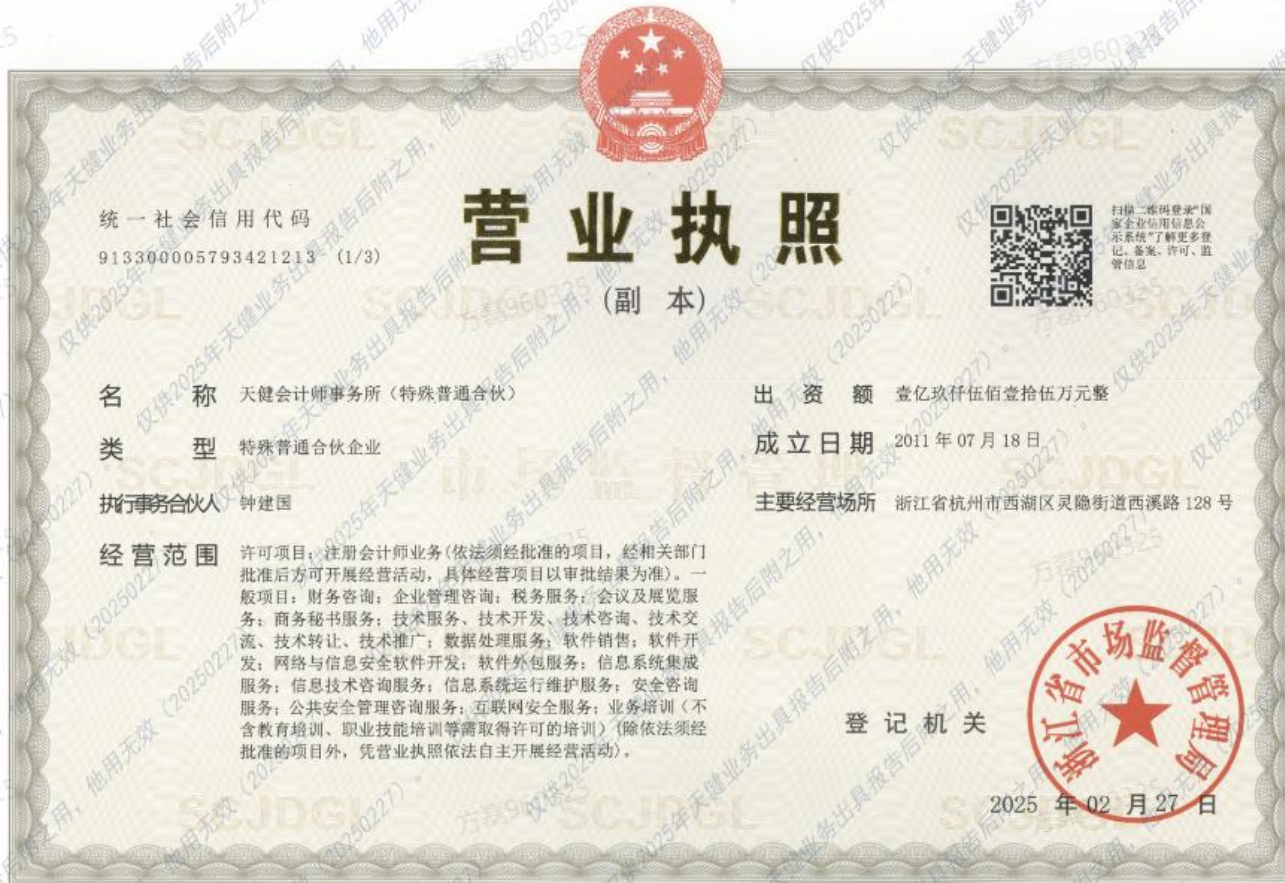 统一社会信用代码
913300005793421213 (1/3)
营业执照
(副 本)
扫描二维码登录“国
家企业信用信息公
示系统”了解更多登
记、备案、许可、监
管信息
名 称 天健会计师事务所（特殊普通合伙）
类 型 特殊普通合伙企业
执行事务合伙人 钟建国
经营范围 许可项目：注册会计师业务(依法须经批准的项目，经相关部门
批准后方可开展经营活动，具体经营项目以审批结果为准)。一
般项目：财务咨询；企业管理咨询；税务服务；会议及展览服
务；商务秘书服务；技术服务、技术开发、技术咨询、技术交
流、技术转让、技术推广；数据处理服务；软件销售；软件开
发；网络与信息安全软件开发；软件外包服务；信息系统集成
服务；信息技术咨询服务；信息系统运行维护服务；安全咨询
服务；公共安全管理咨询服务；互联网安全服务；业务培训（不
含教育培训、职业技能培训等需取得许可的培训）(除依法须经
批准的项目外，凭营业执照依法自主开展经营活动)。
出 资 额 壹亿玖仟伍佰壹拾伍万元整
成立日期 2011年07月18日
主要经营场所 浙江省杭州市西湖区灵隐街道西溪路128号
登记机关
浙江省市场监督管理局
2025 年 02 月 27 日
SCJDGL
市场监督管理
仅供2025年天健业务出具报告后附之用，他用无效（20250227）。
方磊960325